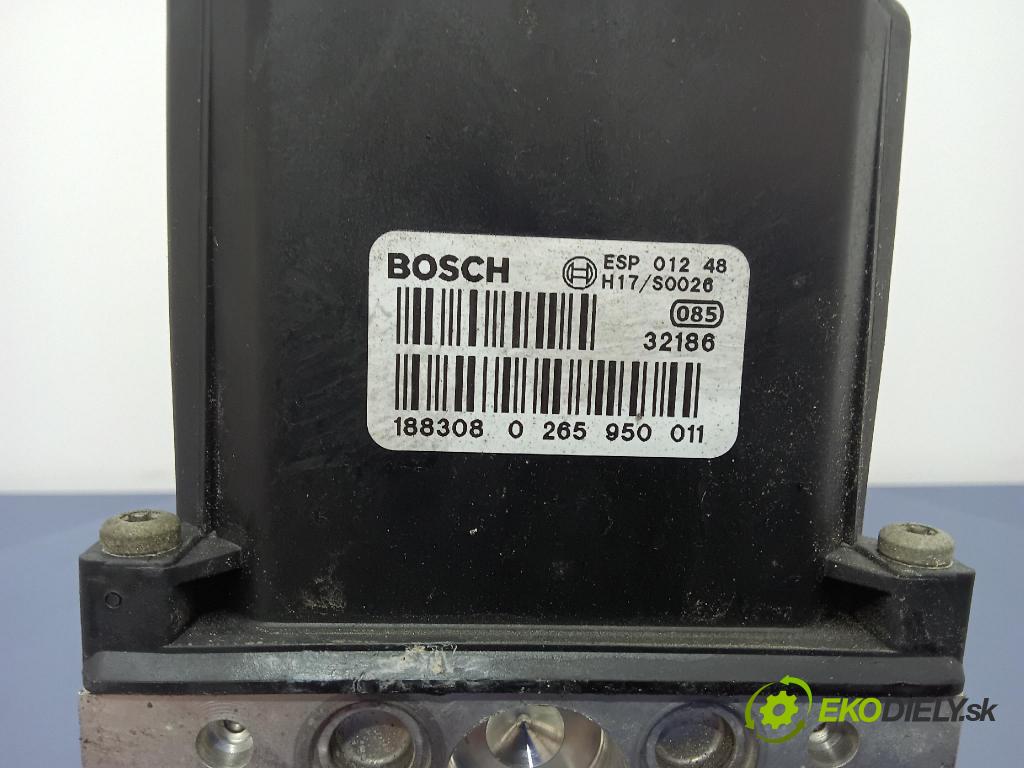 BOSCH
ESP 012 48
H17/S0026
085
32186
188308 0 265 950 011
EKODIELY.sk